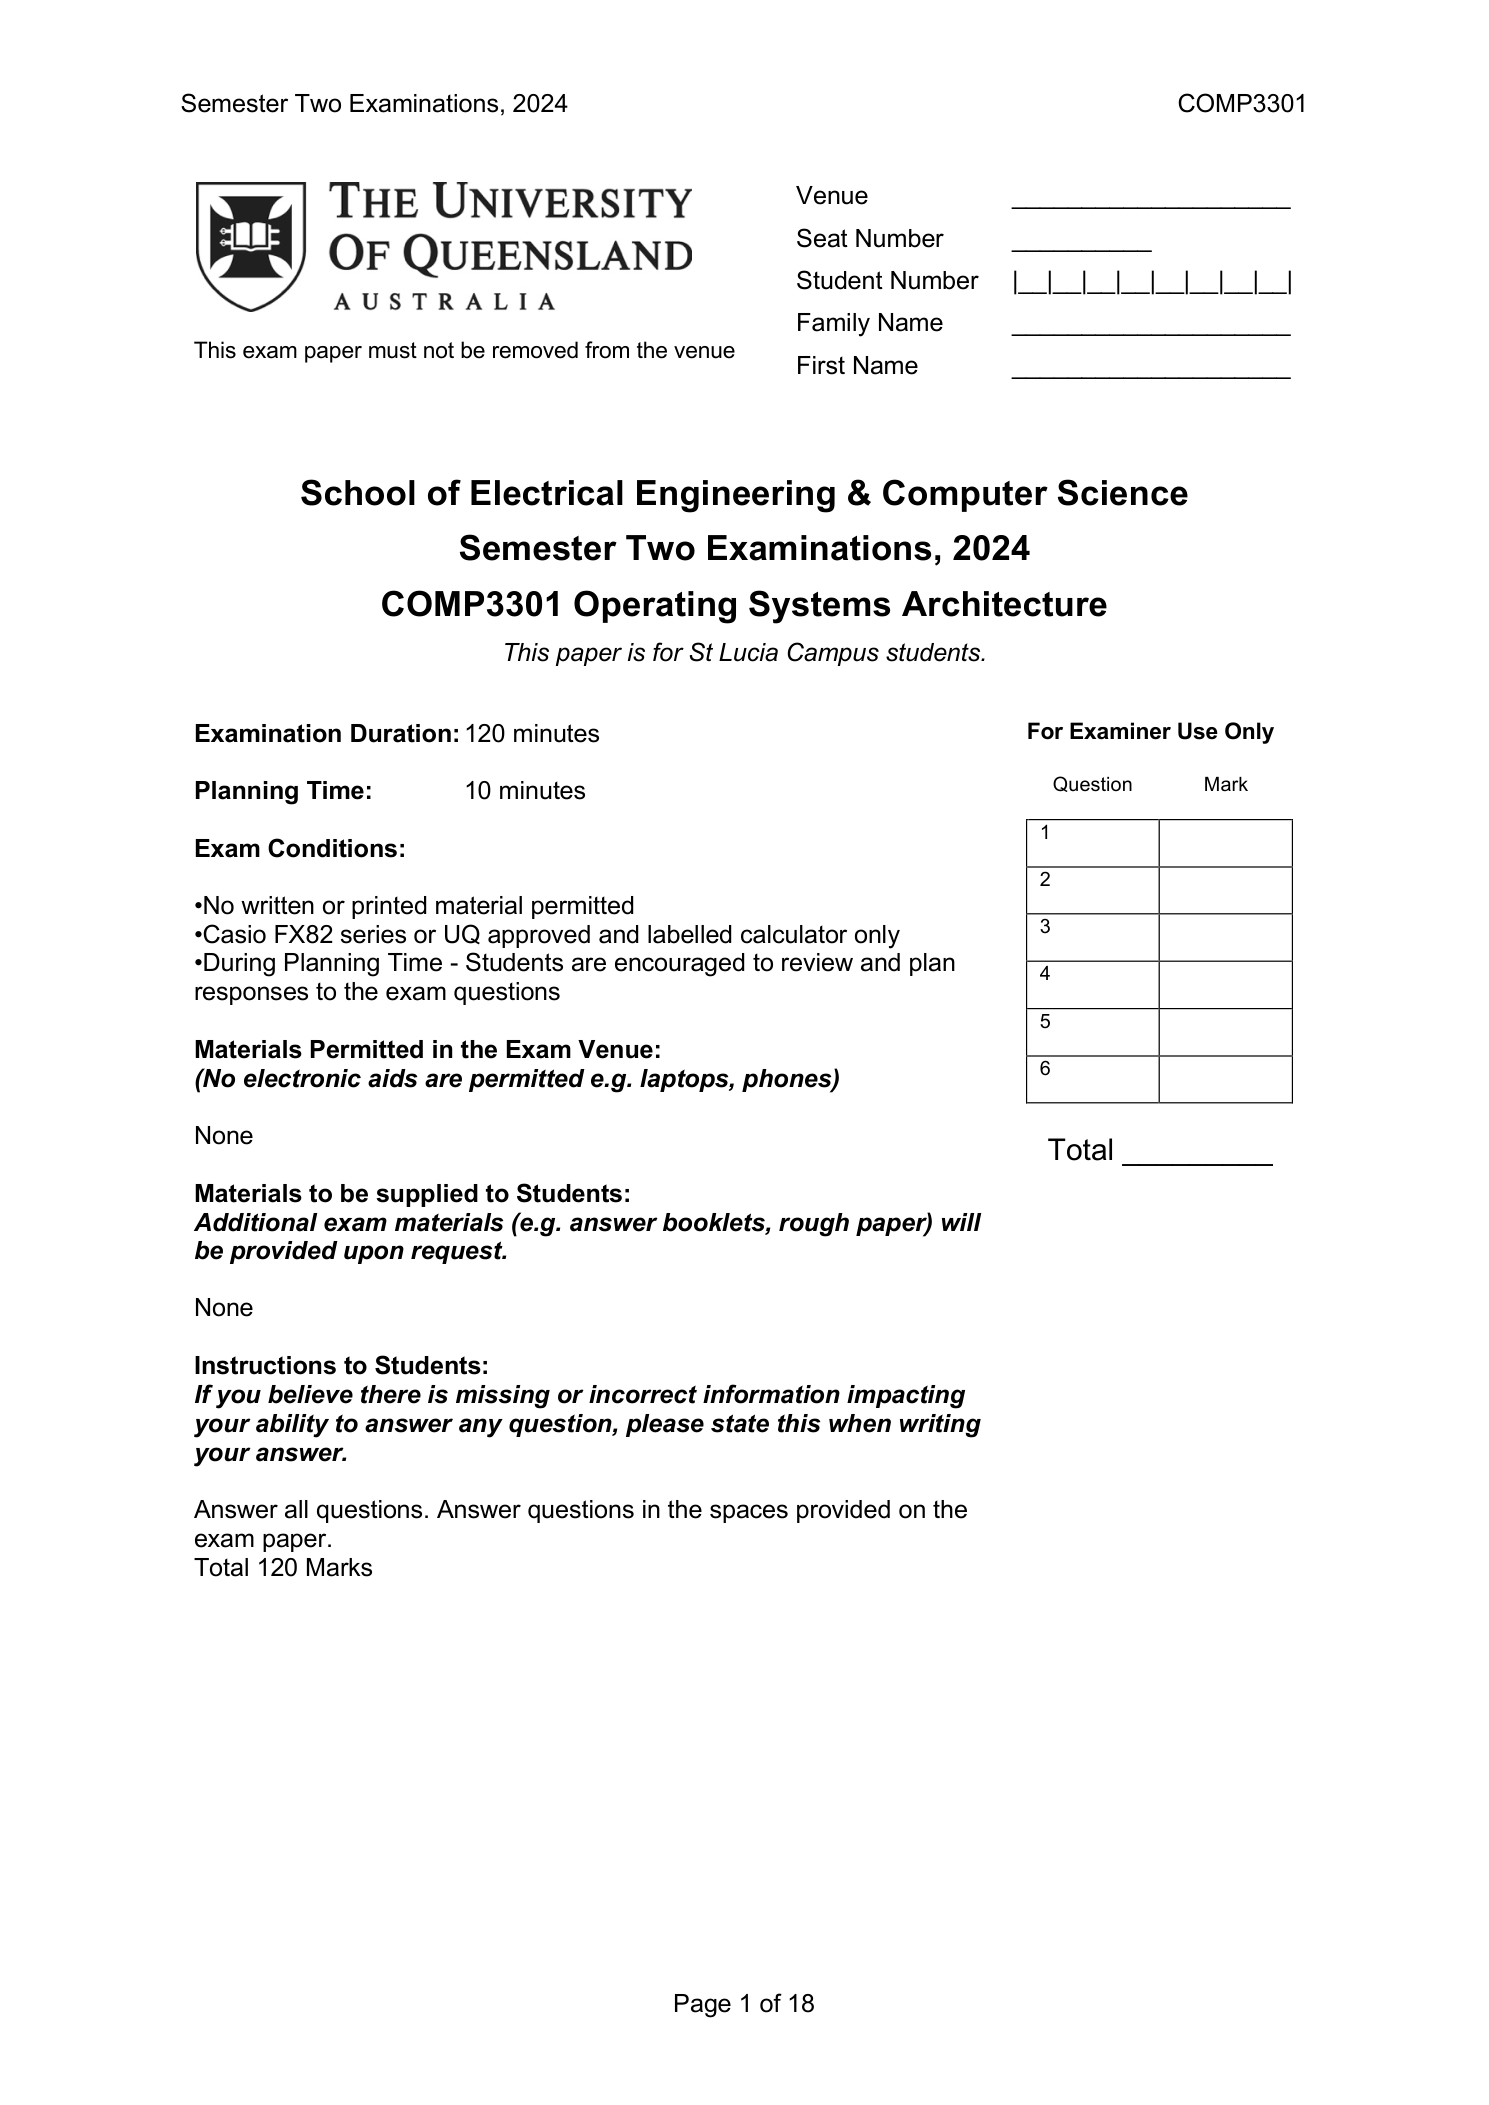 Semester Two Examinations, 2024 COMP3301
THE UNIVERSITY
OF QUEENSLAND
AUSTRALIA
This exam paper must not be removed from the venue
Venue ____________________
Seat Number __________
Student Number |__|__|__|__|__|__|__|__|
Family Name ____________________
First Name ____________________
School of Electrical Engineering & Computer Science
Semester Two Examinations, 2024
COMP3301 Operating Systems Architecture
This paper is for St Lucia Campus students.
Examination Duration: 120 minutes
Planning Time: 10 minutes
Exam Conditions:
•No written or printed material permitted
•Casio FX82 series or UQ approved and labelled calculator only
•During Planning Time - Students are encouraged to review and plan
responses to the exam questions
Materials Permitted in the Exam Venue:
(No electronic aids are permitted e.g. laptops, phones)
None
Materials to be supplied to Students:
Additional exam materials (e.g. answer booklets, rough paper) will
be provided upon request.
None
Instructions to Students:
If you believe there is missing or incorrect information impacting
your ability to answer any question, please state this when writing
your answer.
Answer all questions. Answer questions in the spaces provided on the
exam paper.
Total 120 Marks
For Examiner Use Only
Question Mark
1
2
3
4
5
6
Total _________
Page 1 of 18